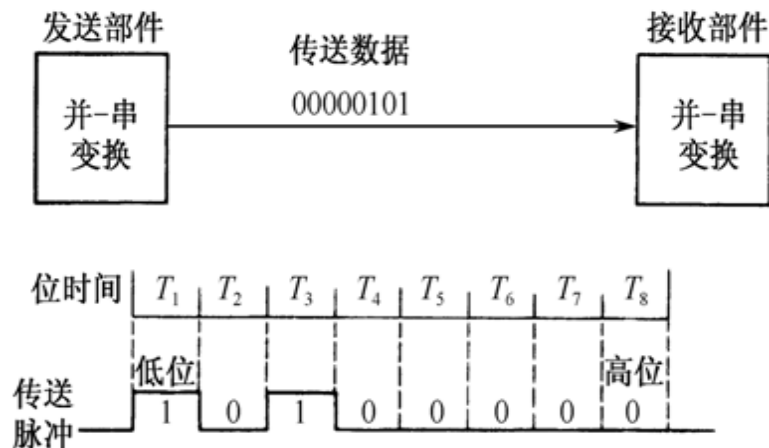 发送部件
接收部件
传送数据
00000101
并-串
变换
并-串
变换
位时间 T₁ T₂ T₃ T₄ T₅ T₆ T₇ T₈
低位 高位
传送
脉冲
1 0 1 0 0 0 0 0